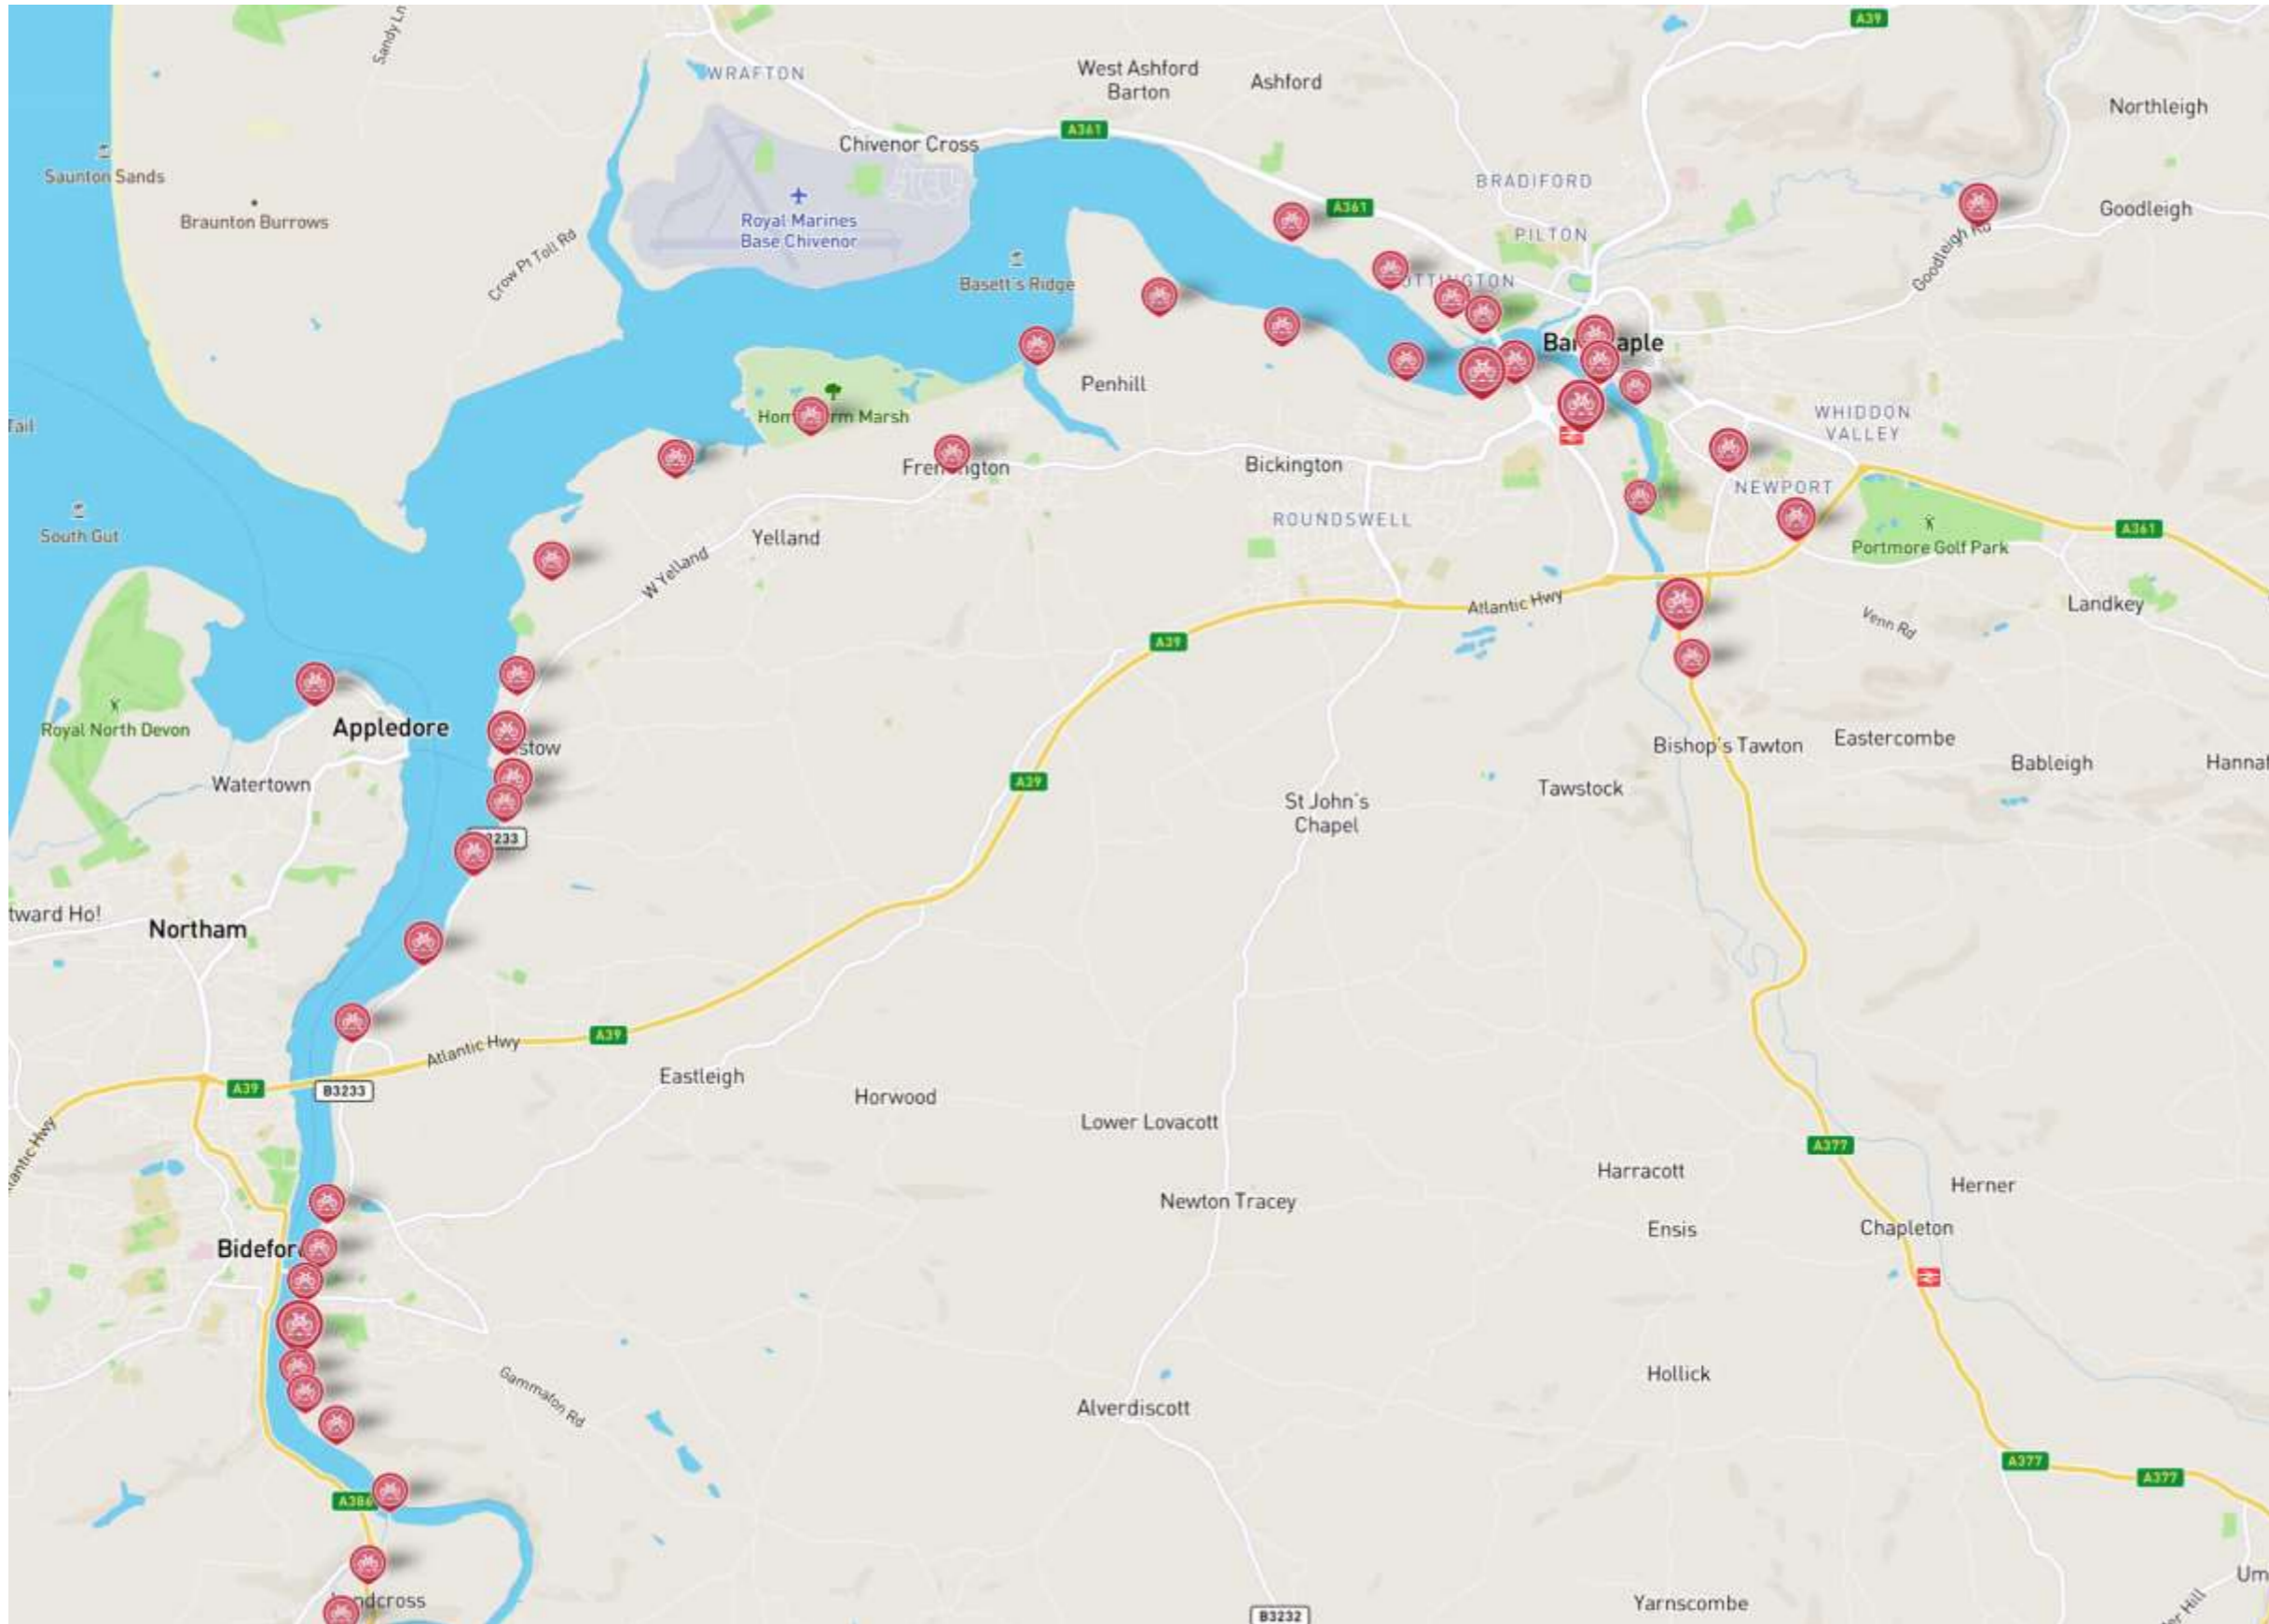 Sandy Ln
A39
WRAFTON
West Ashford
Barton
Ashford
Northleigh
A361
Chivenor Cross
Saunton Sands
Braunton Burrows
BRADIFORD
Royal Marines
Base Chivenor
A361
Goodleigh
PILTON
Crow Pt Toll Rd
Goodleigh Rd
Basett's Ridge
Penhill
WHIDDON
VALLEY
Marsh
Bickington
NEWPORT
South Gut
ROUNDSWELL
Yelland
W Yelland
Portmore Golf Park
A361
Atlantic Hwy
Landkey
Venn Rd
A39
Royal North Devon
Appledore
Bishop's Tawton
Eastercombe
Bableigh
Watertown
A39
Tawstock
St John's
Chapel
Northam
tward Ho!
Atlantic Hwy
A39
A39
B3233
Eastleigh
Horwood
Lower Lovacott
A377
Harracott
Herner
Newton Tracey
Ensis
Chapleton
Gammaton Rd
Hollick
Alverdiscott
A377
A377
A386
Um
Yarnscombe
B3232